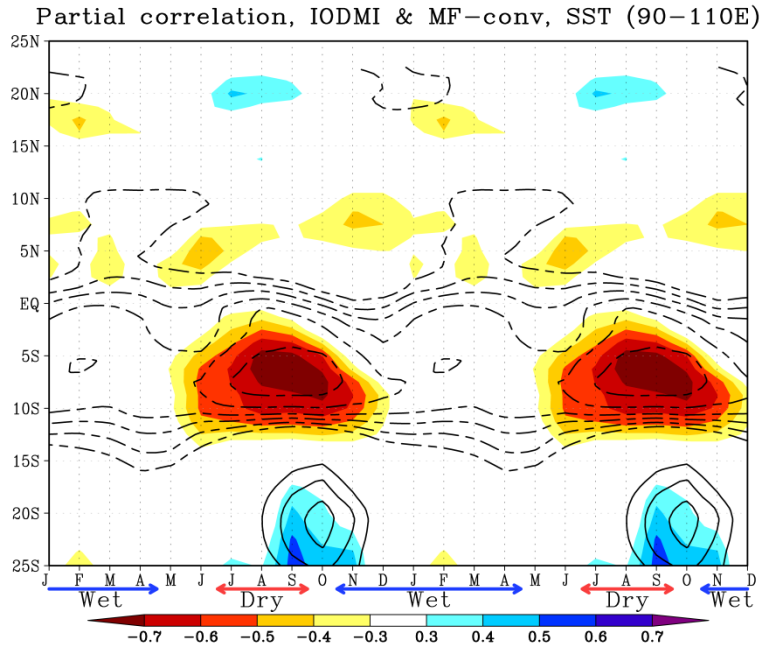 Partial correlation, IODMI & MF-conv, SST (90-110E)
25N
20N
15N
10N
5N
EQ
5S
10S
15S
20S
25S
J F M A M J J A S O N D J F M A M J J A S O N D
Wet Dry Wet Dry Wet
-0.7 -0.6 -0.5 -0.4 -0.3 0.3 0.4 0.5 0.6 0.7